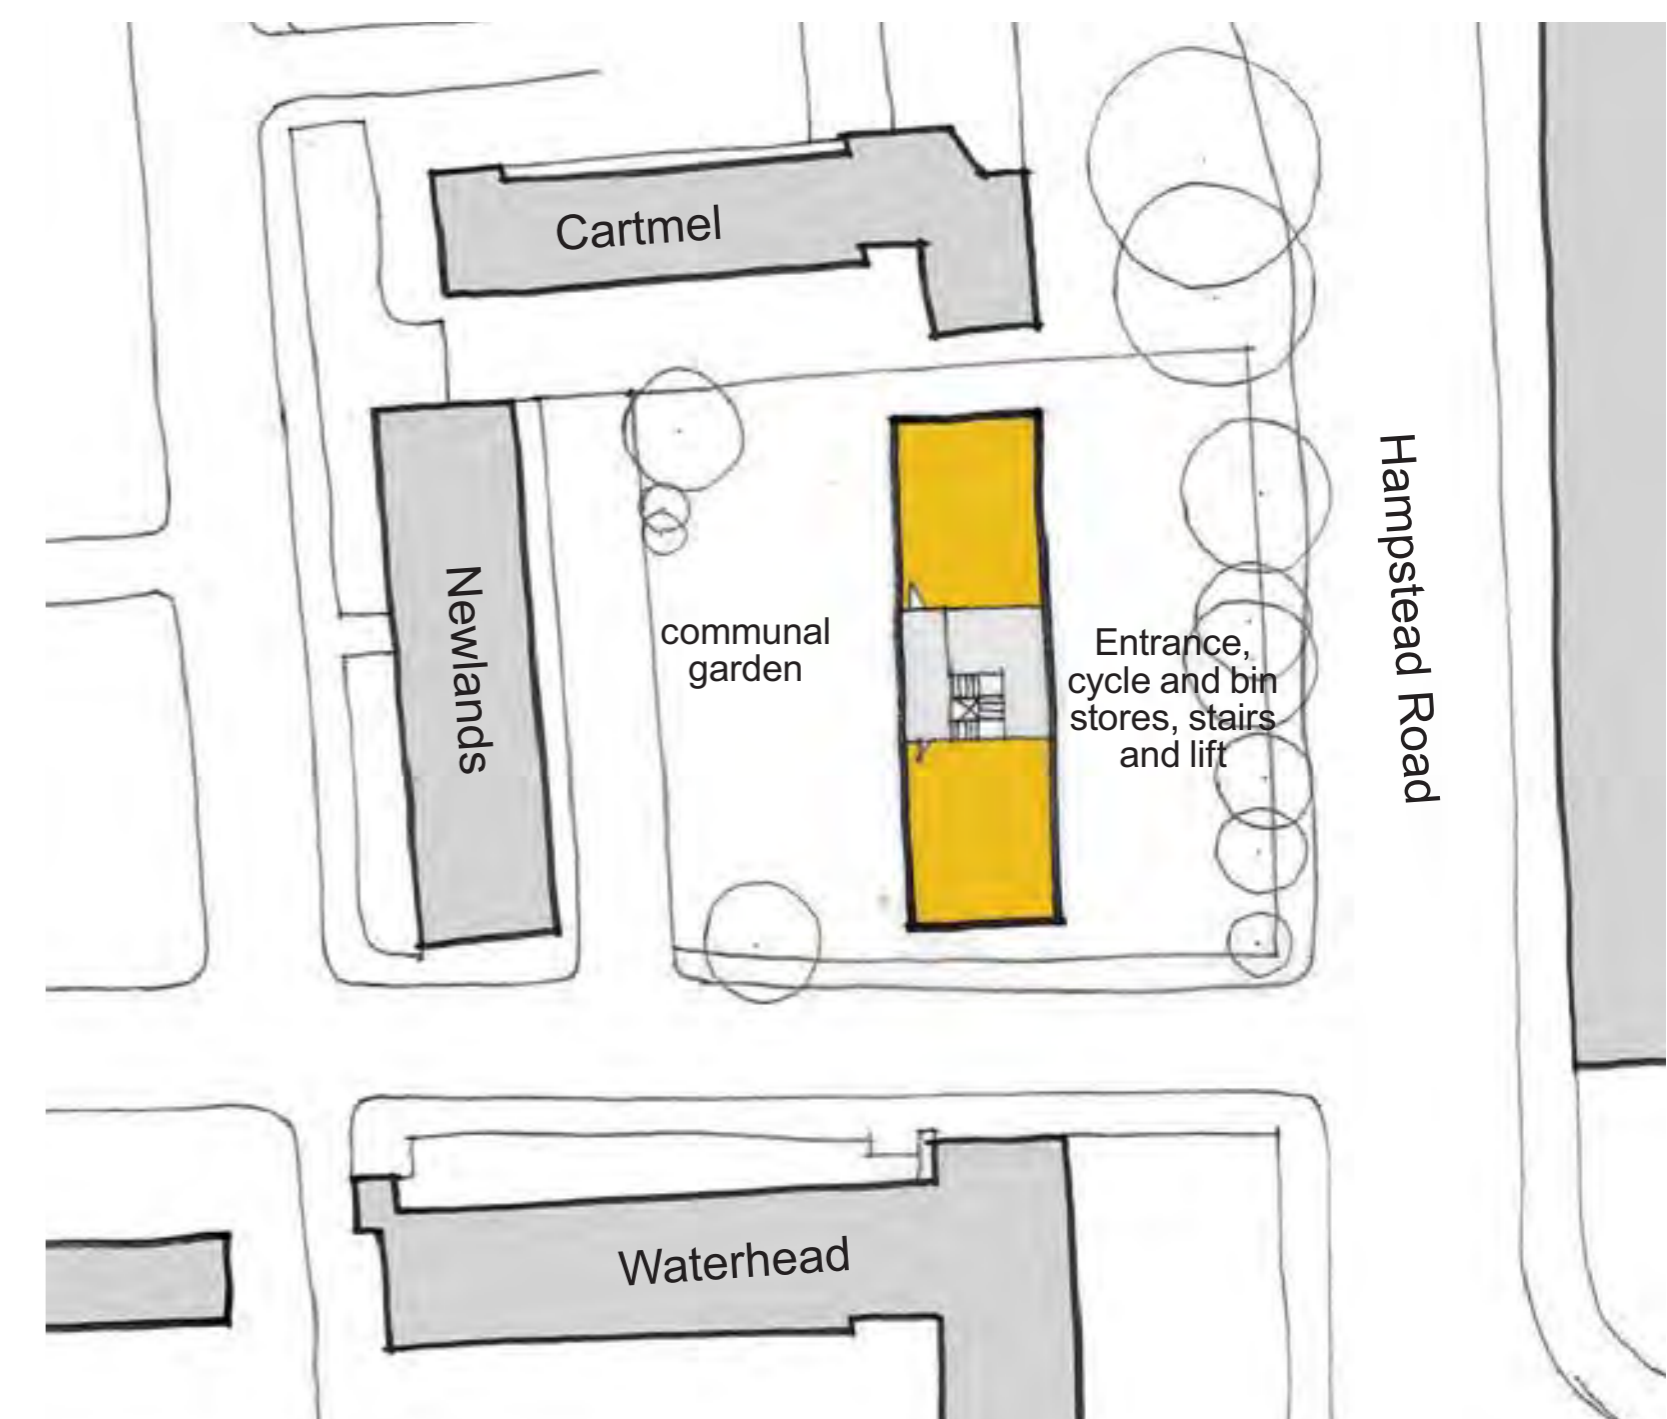 Cartmel
Newlands
communal
garden
Entrance,
cycle and bin
stores, stairs
and lift
Hampstead Road
Waterhead